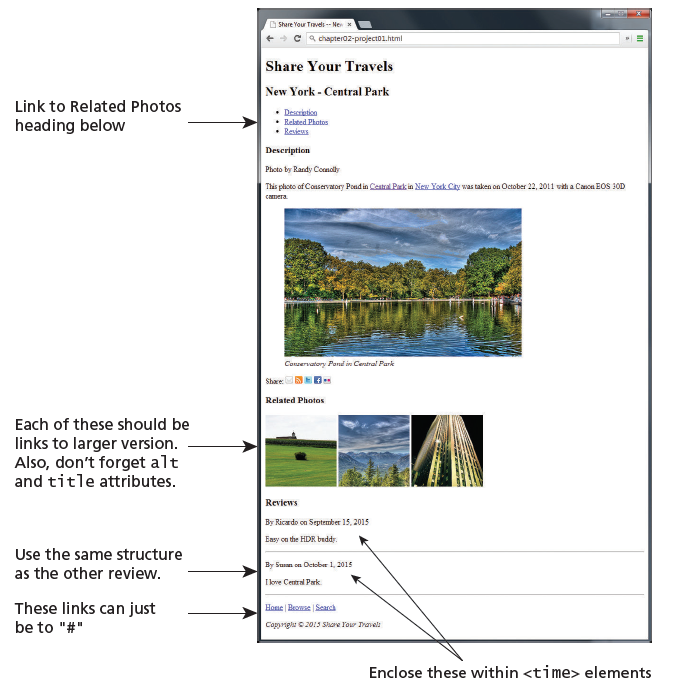 Share Your Travels -- New
chapter02-project01.html
Share Your Travels
New York - Central Park
Link to Related Photos
heading below
Description
Related Photos
Reviews
Description
Photo by Randy Connolly
This photo of Conservatory Pond in Central Park in New York City was taken on October 22, 2011 with a Canon EOS 30D
camera.
Conservatory Pond in Central Park
Share:
Related Photos
Each of these should be
links to larger version.
Also, don't forget alt
and title attributes.
Reviews
By Ricardo on September 15, 2015
Easy on the HDR buddy.
Use the same structure
as the other review.
By Susan on October 1, 2015
I love Central Park.
These links can just
be to "#"
Home | Browse | Search
Copyright © 2015 Share Your Travels
Enclose these within <time> elements